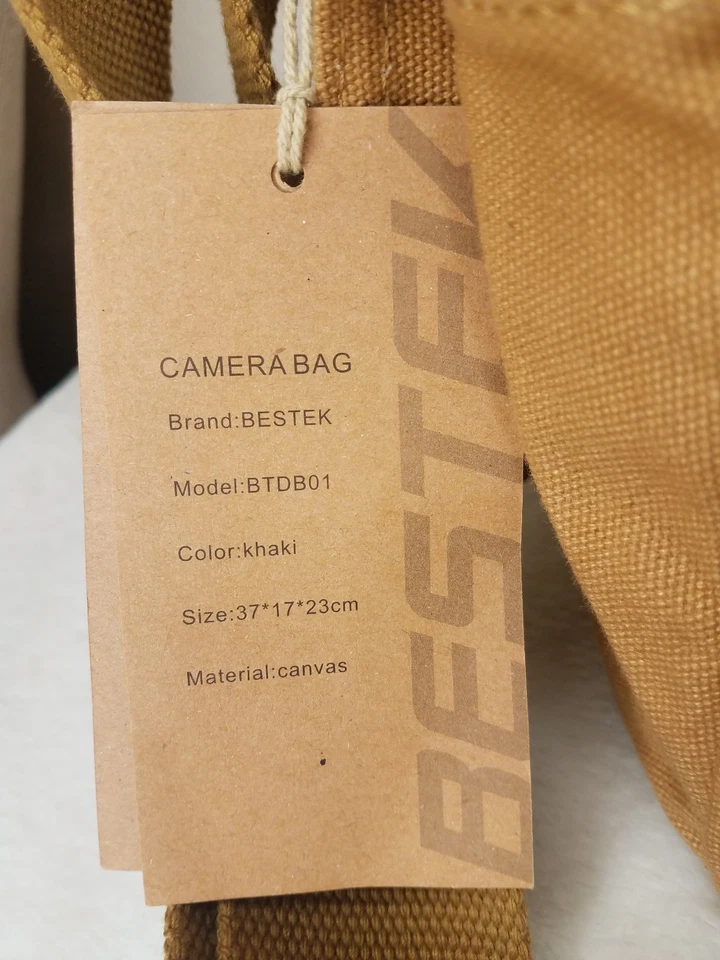 CAMERA BAG
Brand:BESTEK
Model:BTDB01
Color:khaki
Size:37*17*23cm
Material:canvas
BESTEK